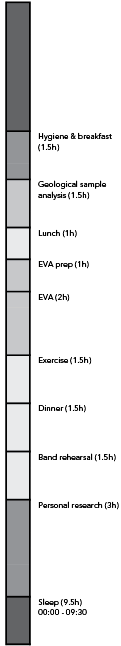 Hygiene & breakfast
(1.5h)
Geological sample
analysis (1.5h)
Lunch (1h)
EVA prep (1h)
EVA (2h)
Exercise (1.5h)
Dinner (1.5h)
Band rehearsal (1.5h)
Personal research (3h)
Sleep (9.5h)
00:00 - 09:30